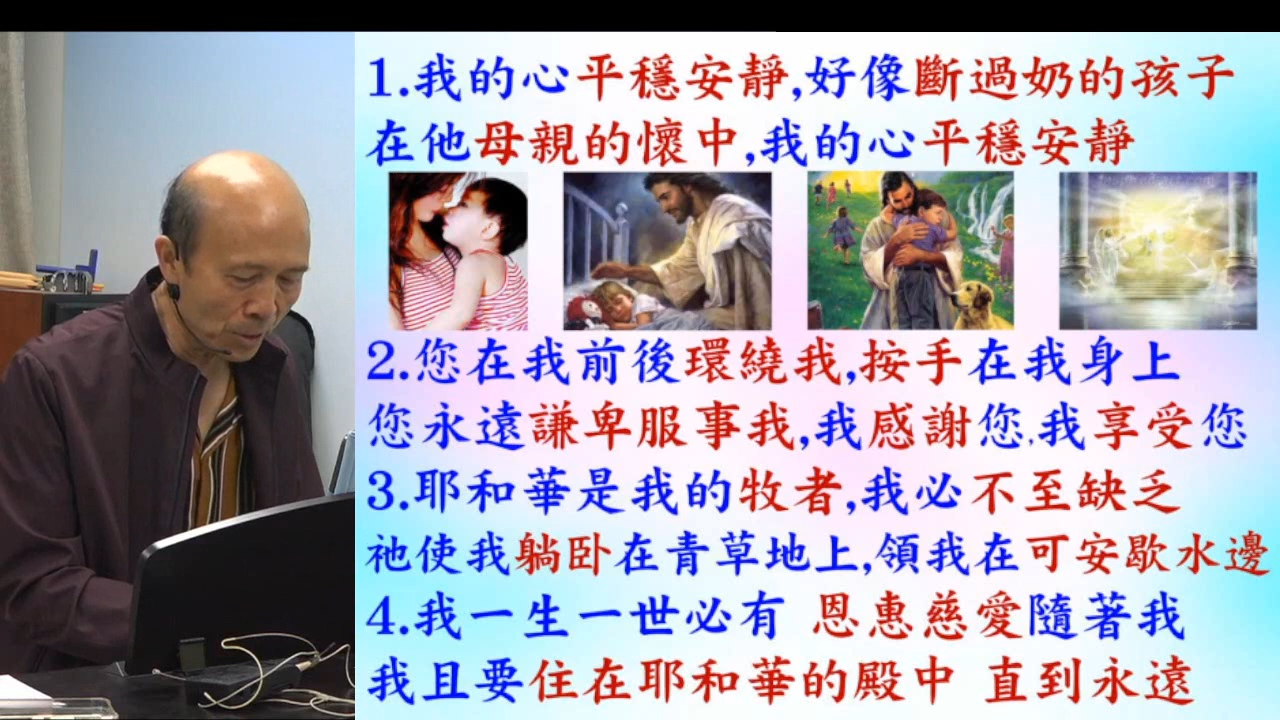 1.我的心平穩安靜,好像斷過奶的孩子
在他母親的懷中,我的心平穩安靜
2.您在我前後環繞我,按手在我身上
您永遠謙卑服事我,我感謝您,我享受您
3.耶和華是我的牧者,我必不至缺乏
祂使我躺卧在青草地上,領我在可安歇水邊
4.我一生一世必有 恩惠慈愛隨著我
我且要住在耶和華的殿中 直到永遠